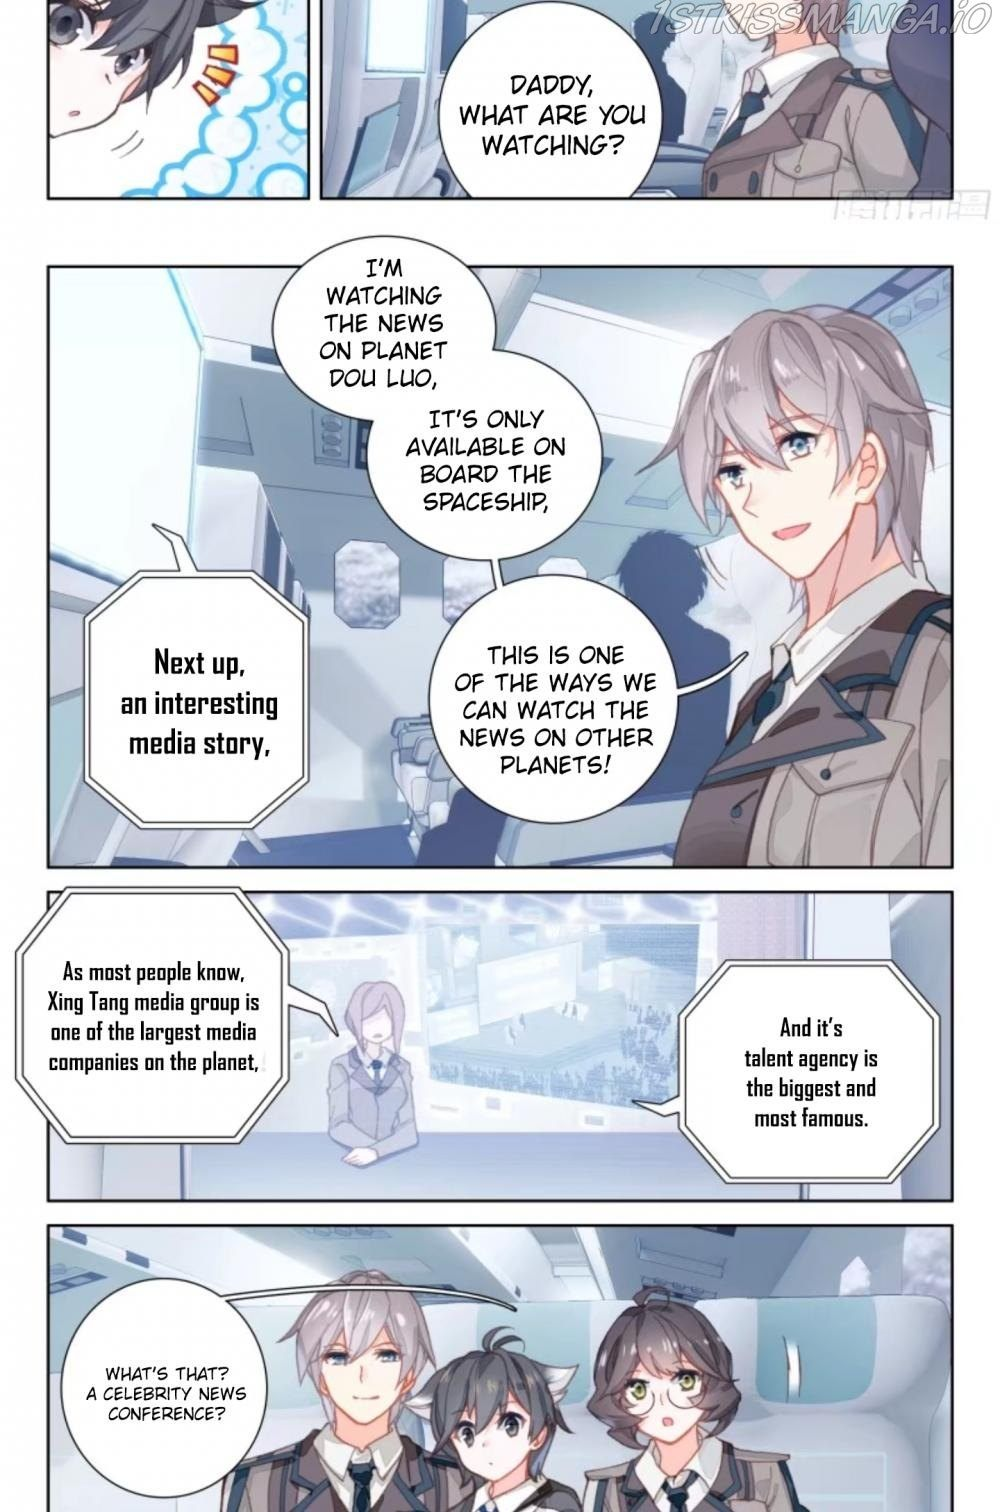 1STKISSMANGA.IO
DADDY,
WHAT ARE YOU
WATCHING?
I'M
WATCHING
THE NEWS
ON PLANET
DOU LUO,
IT'S ONLY
AVAILABLE ON
BOARD THE
SPACESHIP,
THIS IS ONE
OF THE WAYS WE
CAN WATCH THE
NEWS ON OTHER
PLANETS!
Next up,
an interesting
media story,
As most people know,
Xing Tang media group is
one of the largest media
companies on the planet,
And it's
talent agency is
the biggest and
most famous.
WHAT'S THAT?
A CELEBRITY NEWS
CONFERENCE?